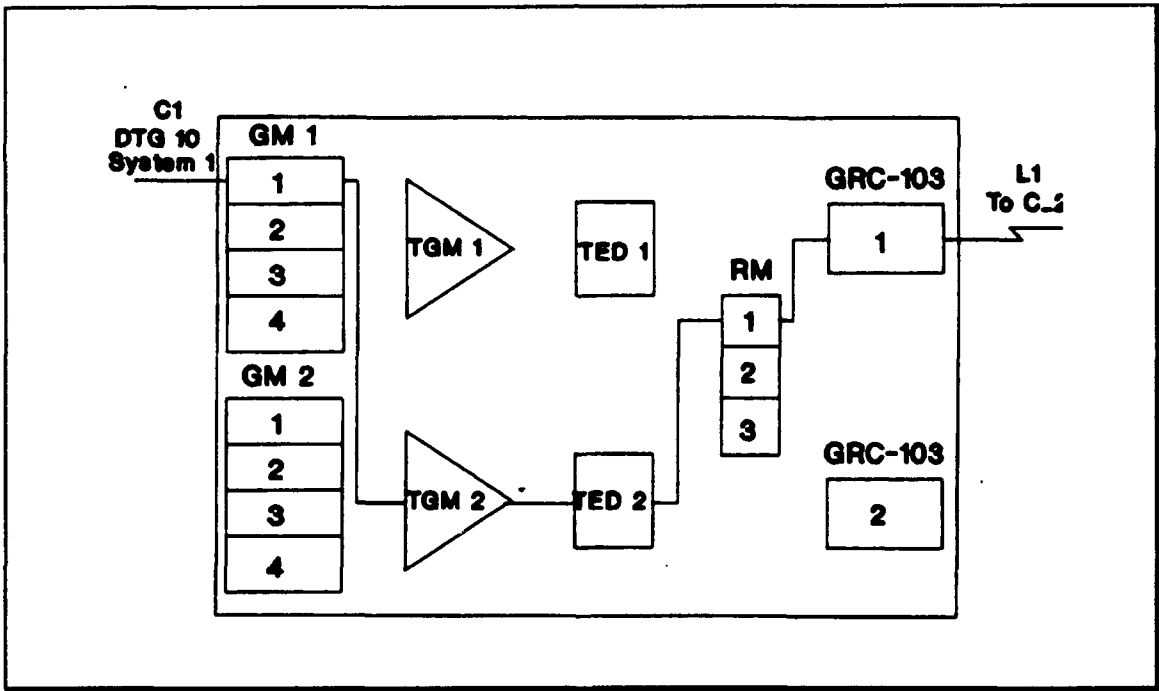 C1
DTG 10
System 1
GM 1
1
2
3
4
GM 2
1
2
3
4
TGM 1
TGM 2
TED 1
TED 2
RM
1
2
3
GRC-103
1
GRC-103
2
L1
To